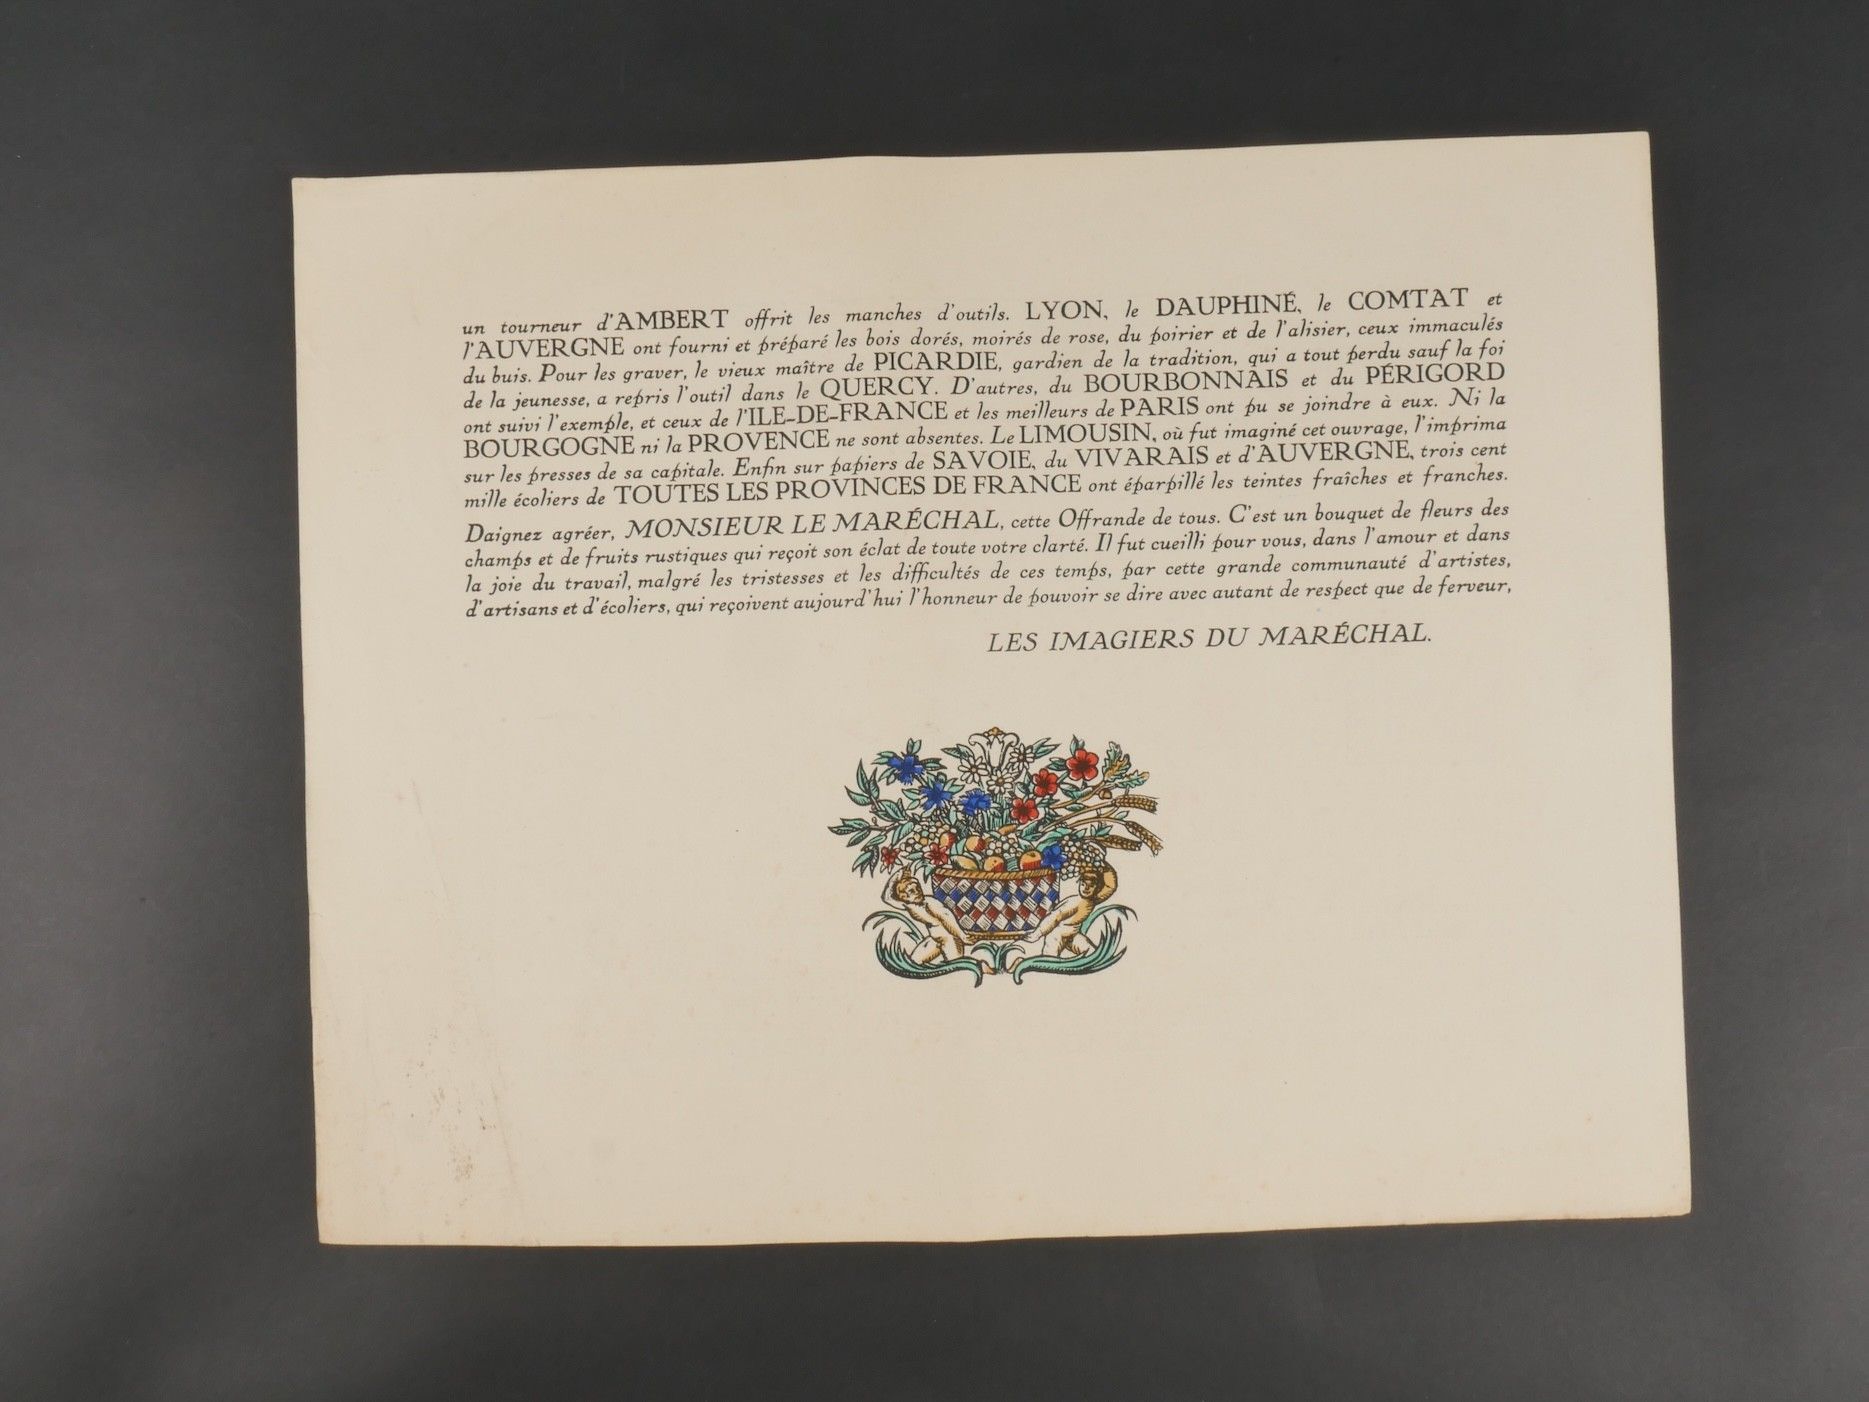 un tourneur d'AMBERT offrit les manches d'outils. LYON, le DAUPHINÉ, le COMTAT et
l'AUVERGNE ont fourni et préparé les bois dorés, moirés de rose, du poirier et de l'alisier, ceux immaculés
du buis. Pour les graver, le vieux maître de PICARDIE, gardien de la tradition, qui a tout perdu sauf la foi
de la jeunesse, a repris l'outil dans le QUERCY. D'autres, du BOURBONNAIS et du PÉRIGORD
ont suivi l'exemple, et ceux de l'ILE-DE-FRANCE et les meilleurs de PARIS ont pu se joindre à eux. Ni la
BOURGOGNE ni la PROVENCE ne sont absentes. Le LIMOUSIN, où fut imaginé cet ouvrage, l'imprima
sur les presses de sa capitale. Enfin sur papiers de SAVOIE, du VIVARAIS et d'AUVERGNE, trois cent
mille écoliers de TOUTES LES PROVINCES DE FRANCE ont éparpillé les teintes fraîches et franches.
Daignez agréer, MONSIEUR LE MARÉCHAL, cette Offrande de tous. C'est un bouquet de fleurs des
champs et de fruits rustiques qui reçoit son éclat de toute votre clarté. Il fut cueilli pour vous, dans l'amour et dans
la joie du travail, malgré les tristesses et les difficultés de ces temps, par cette grande communauté d'artistes,
d'artisans et d'écoliers, qui reçoivent aujourd'hui l'honneur de pouvoir se dire avec autant de respect que de ferveur,
LES IMAGIERS DU MARÉCHAL.